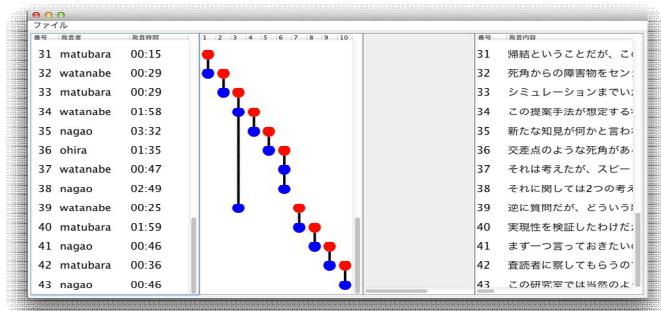 ファイル
番号 発言者 発言時間 1 2 3 4 5 6 7 8 9 10 番号 発言内容
31 matubara 00:15 31 帰結ということだが、こ
32 watanabe 00:29 32 死角からの障害物をセン
33 matubara 00:29 33 シミュレーションまでい
34 watanabe 01:58 34 この提案手法が想定する
35 nagao 03:32 35 新たな知見が何かと言わ
36 ohira 01:35 36 交差点のような死角があ
37 watanabe 00:47 37 それは考えたが、スピー
38 nagao 02:49 38 それに関しては2つの考え
39 watanabe 00:25 39 逆に質問だが、どういう
40 matubara 01:59 40 実現性を検証したわけだ
41 nagao 00:46 41 まず一つ言っておきたい
42 matubara 00:36 42 査読者に察してもらうの
43 nagao 00:46 43 この研究室では当然のよ